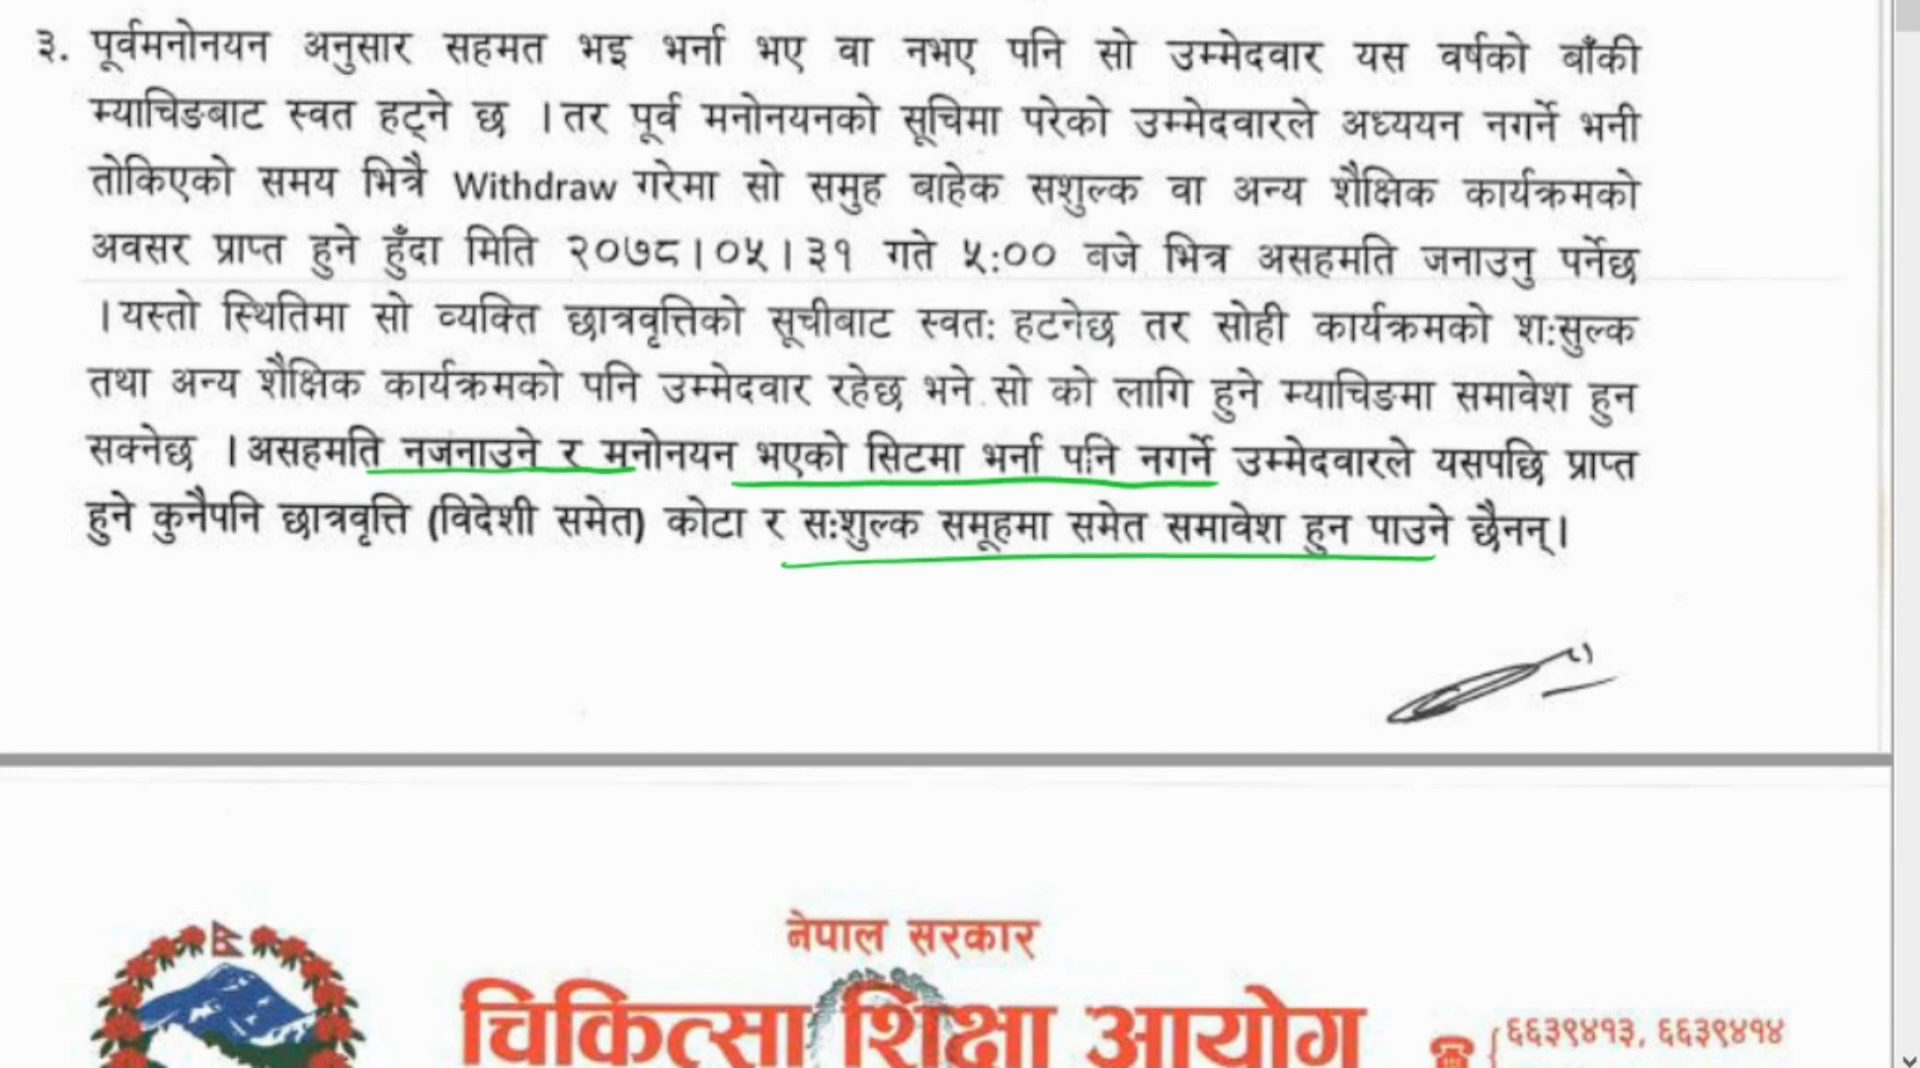 ३. पूर्वमनोनयन अनुसार सहमत भइ भर्ना भए वा नभए पनि सो उम्मेदवार यस वर्षको बाँकी
म्याचिङबाट स्वत हट्ने छ । तर पूर्व मनोनयनको सूचिमा परेको उम्मेदवारले अध्ययन नगर्ने भनी
तोकिएको समय भित्रै Withdraw गरेमा सो समुह बाहेक सशुल्क वा अन्य शैक्षिक कार्यक्रमको
अवसर प्राप्त हुने हुँदा मिति २०७८।०५।३१ गते ५:०० बजे भित्र असहमति जनाउनु पर्नेछ
। यस्तो स्थितिमा सो व्यक्ति छात्रवृत्तिको सूचीबाट स्वत: हटनेछ तर सोही कार्यक्रमको श:सुल्क
तथा अन्य शैक्षिक कार्यक्रमको पनि उम्मेदवार रहेछ भने सो को लागि हुने म्याचिङमा समावेश हुन
सक्नेछ । असहमति नजनाउने र मनोनयन भएको सिटमा भर्ना पनि नगर्ने उम्मेदवारले यसपछि प्राप्त
हुने कुनैपनि छात्रवृत्ति (विदेशी समेत) कोटा र स:शुल्क समूहमा समेत समावेश हुन पाउने छैनन्।
नेपाल सरकार
चिकित्सा शिक्षा आयोग
६६३९४१३, ६६३९४१४